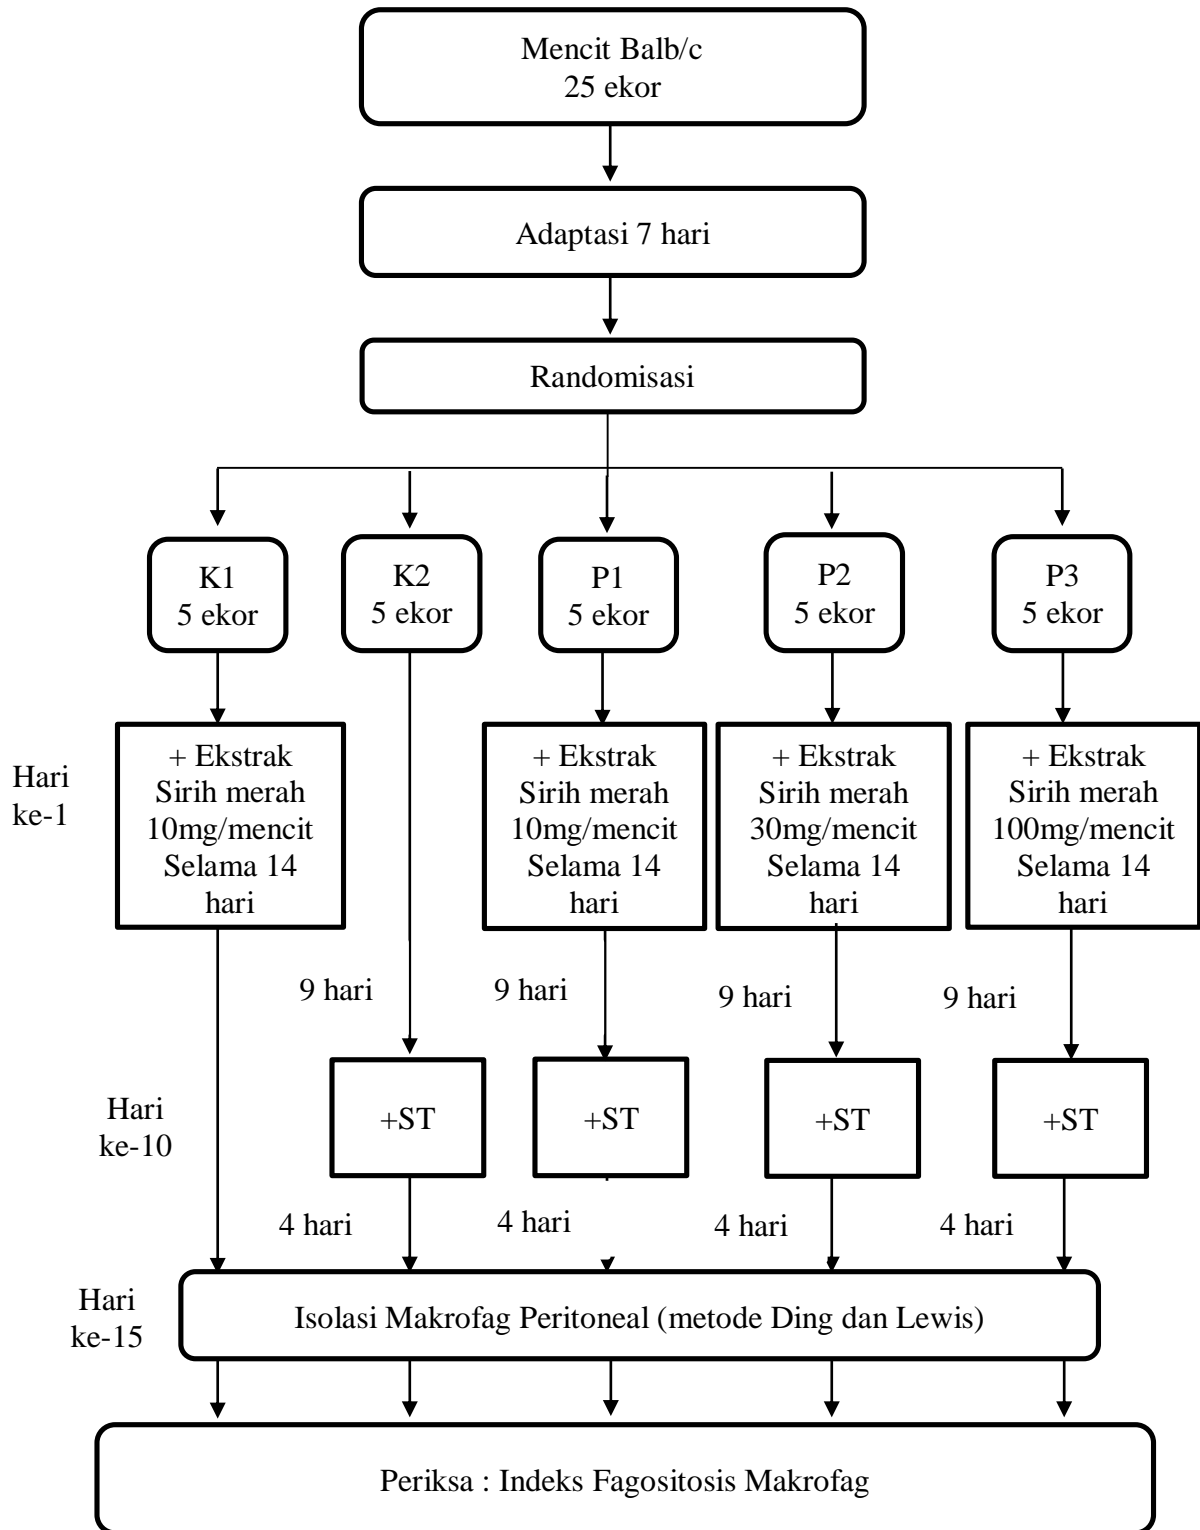 Mencit Balb/c
25 ekor
Adaptasi 7 hari
Randomisasi
K1
5 ekor
K2
5 ekor
P1
5 ekor
P2
5 ekor
P3
5 ekor
Hari
ke-1
+ Ekstrak
Sirih merah
10mg/mencit
Selama 14
hari
+ Ekstrak
Sirih merah
10mg/mencit
Selama 14
hari
+ Ekstrak
Sirih merah
30mg/mencit
Selama 14
hari
+ Ekstrak
Sirih merah
100mg/mencit
Selama 14
hari
9 hari
9 hari
9 hari
9 hari
Hari
ke-10
+ST
+ST
+ST
+ST
4 hari
4 hari
4 hari
4 hari
Hari
ke-15
Isolasi Makrofag Peritoneal (metode Ding dan Lewis)
Periksa : Indeks Fagositosis Makrofag